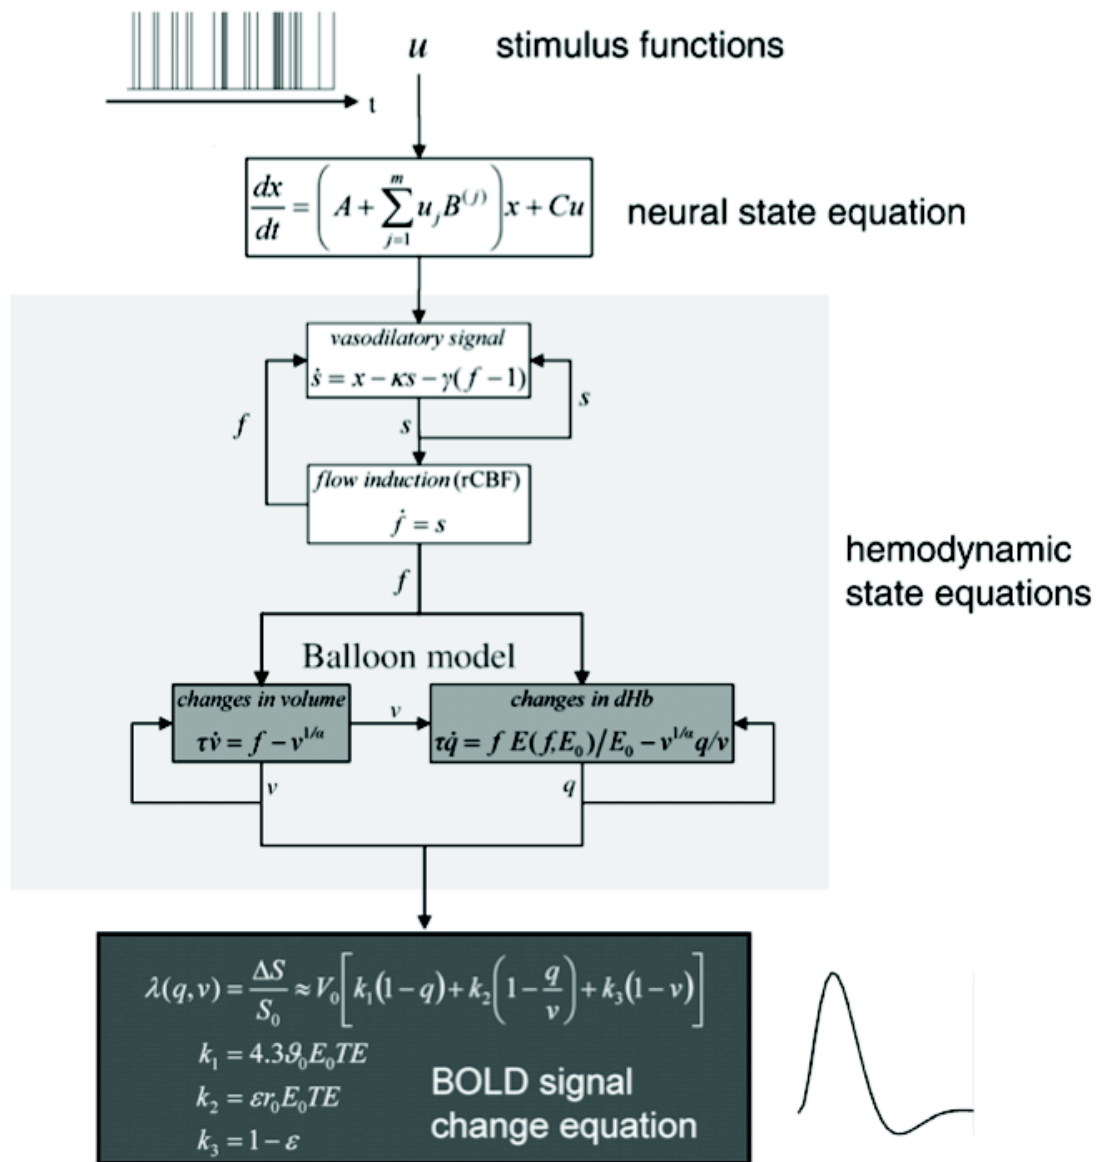 u stimulus functions
t
dx/dt = (A + ∑_{j=1}^{m} u_j B^{(j)}) x + Cu
neural state equation
vasodilatory signal
ṡ = x − κs − γ(f − 1)
f
s
s
flow induction (rCBF)
ḟ = s
hemodynamic
state equations
f
Balloon model
changes in volume
τv̇ = f − v^{1/α}
v
changes in dHb
τq̇ = f E(f,E₀)/E₀ − v^{1/α} q/v
v
q
λ(q,v) = ΔS/S₀ ≈ V₀[k₁(1 − q) + k₂(1 − q/v) + k₃(1 − v)]
k₁ = 4.3ϑ₀E₀TE
k₂ = εr₀E₀TE
k₃ = 1 − ε
BOLD signal
change equation